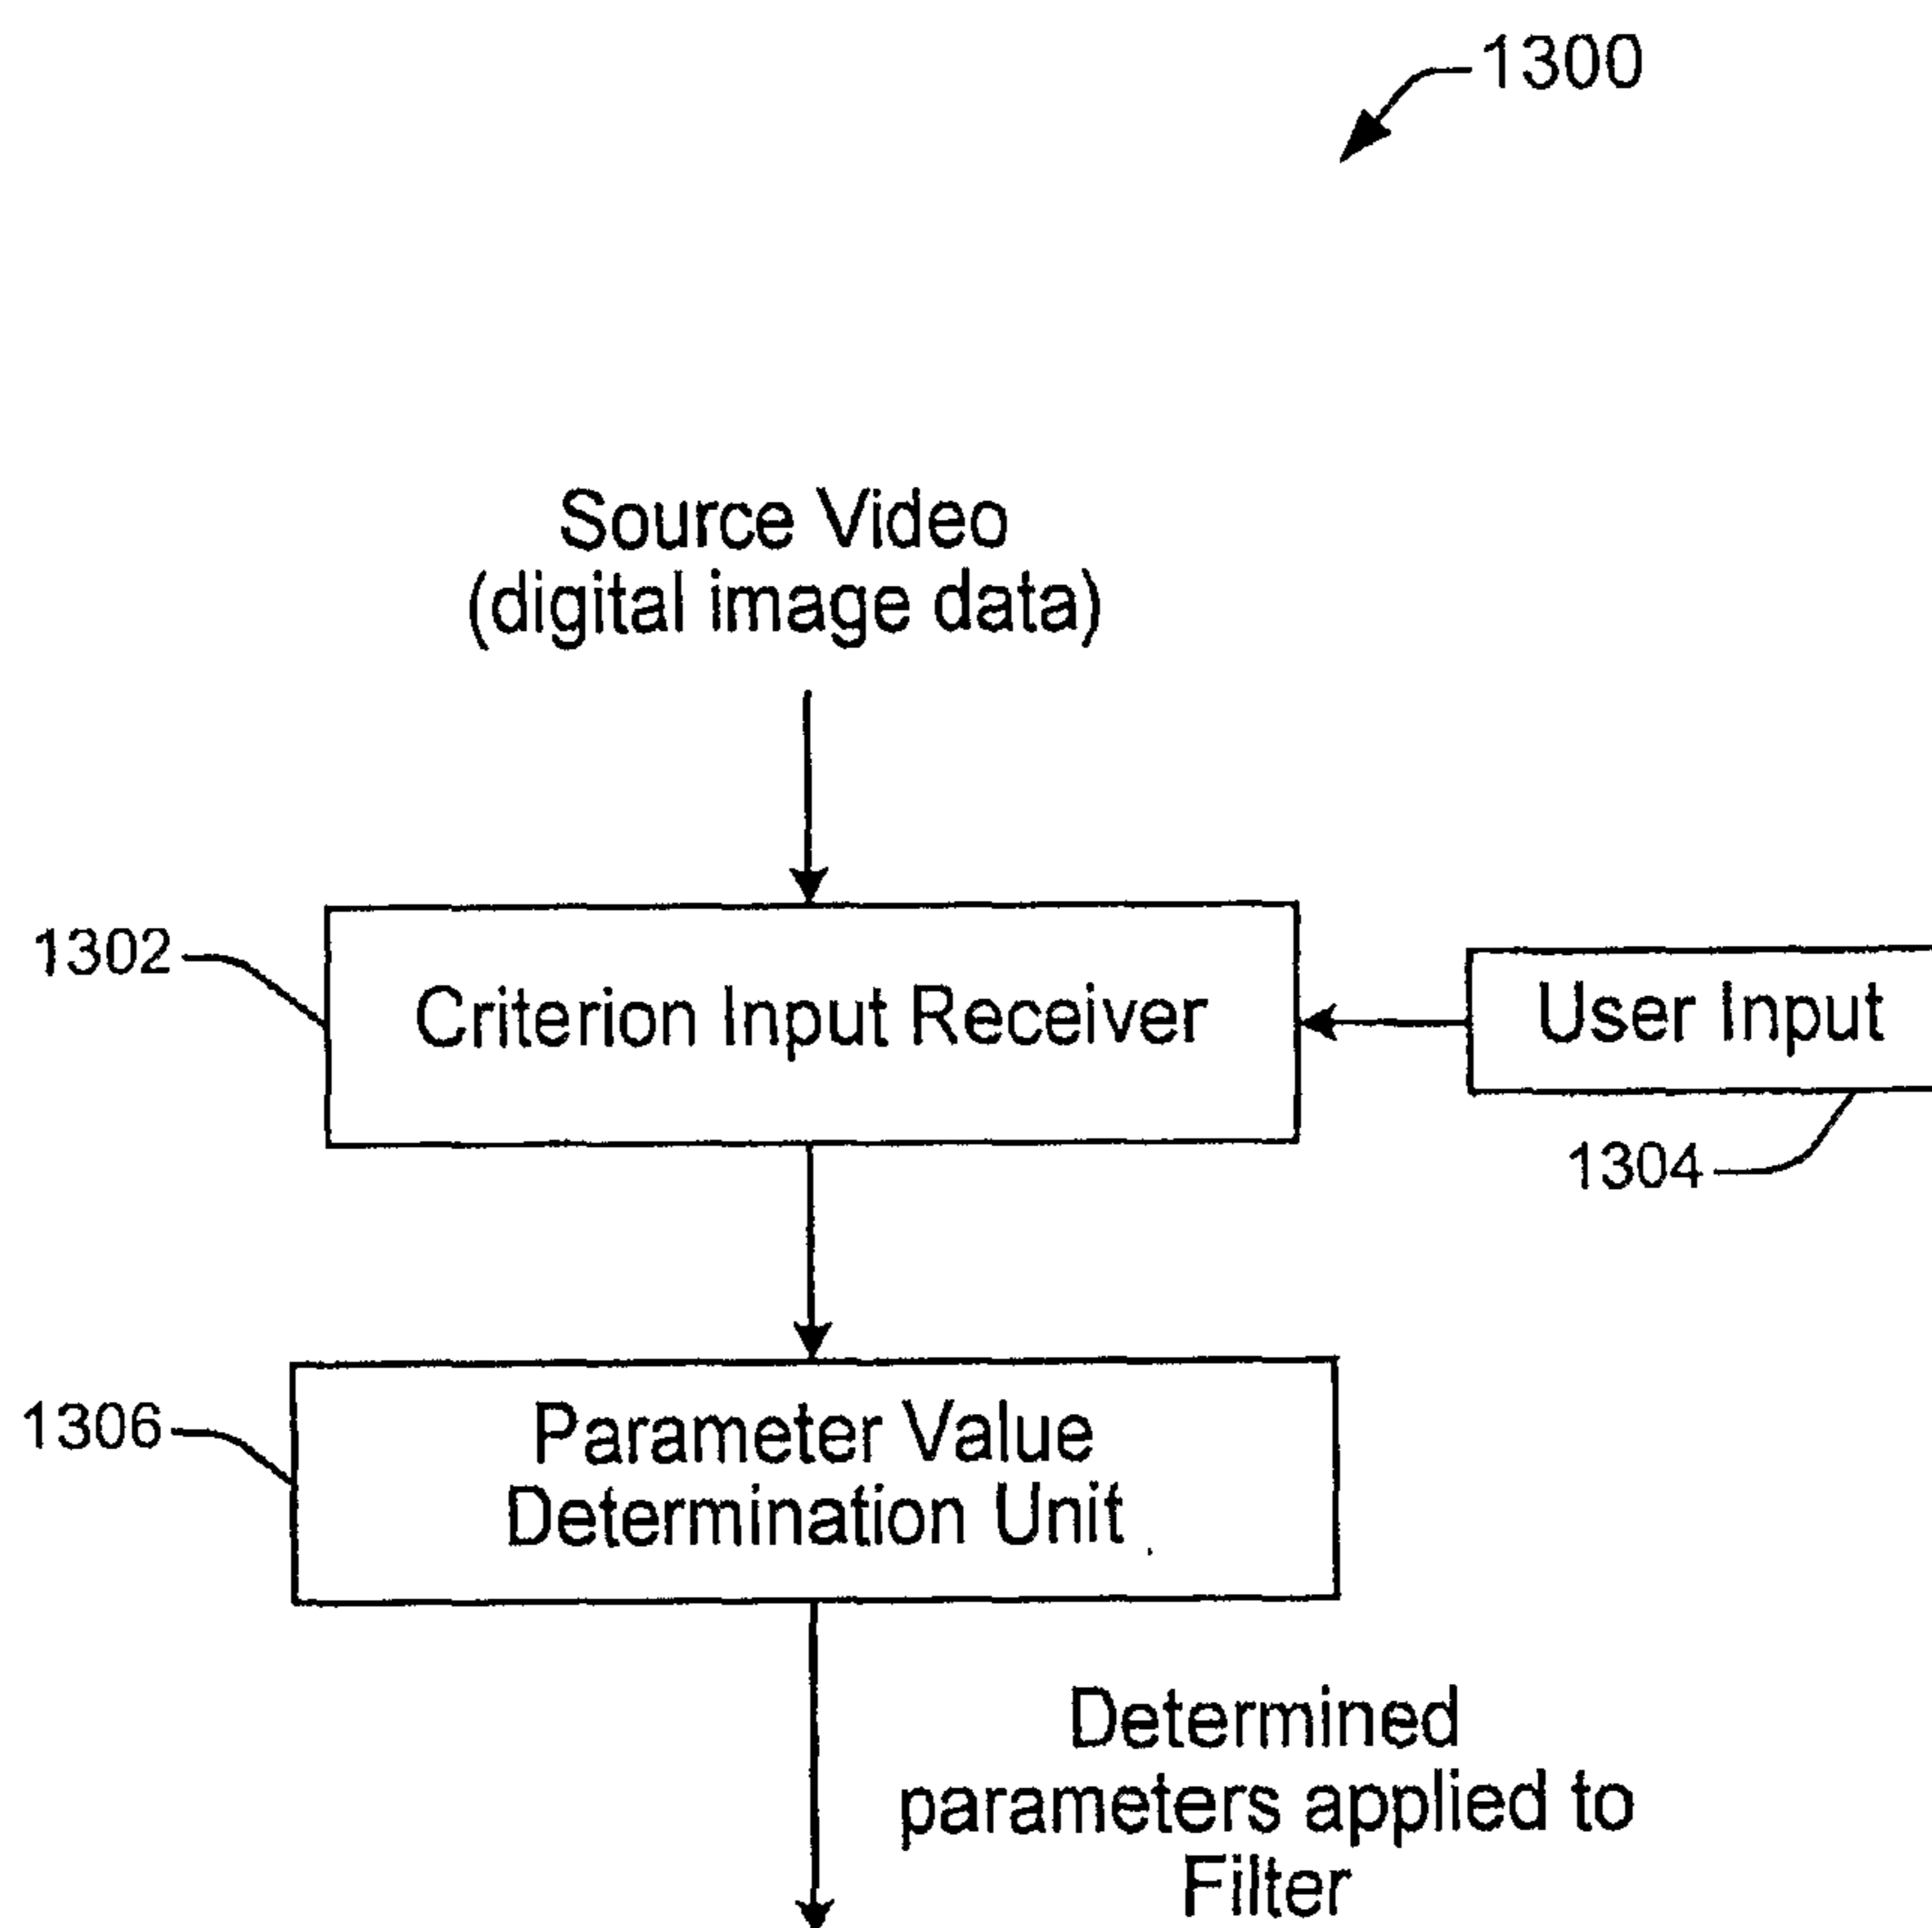 1300
Source Video
(digital image data)
1302
Criterion Input Receiver
User Input
1304
1306
Parameter Value
Determination Unit
Determined
parameters applied to
Filter